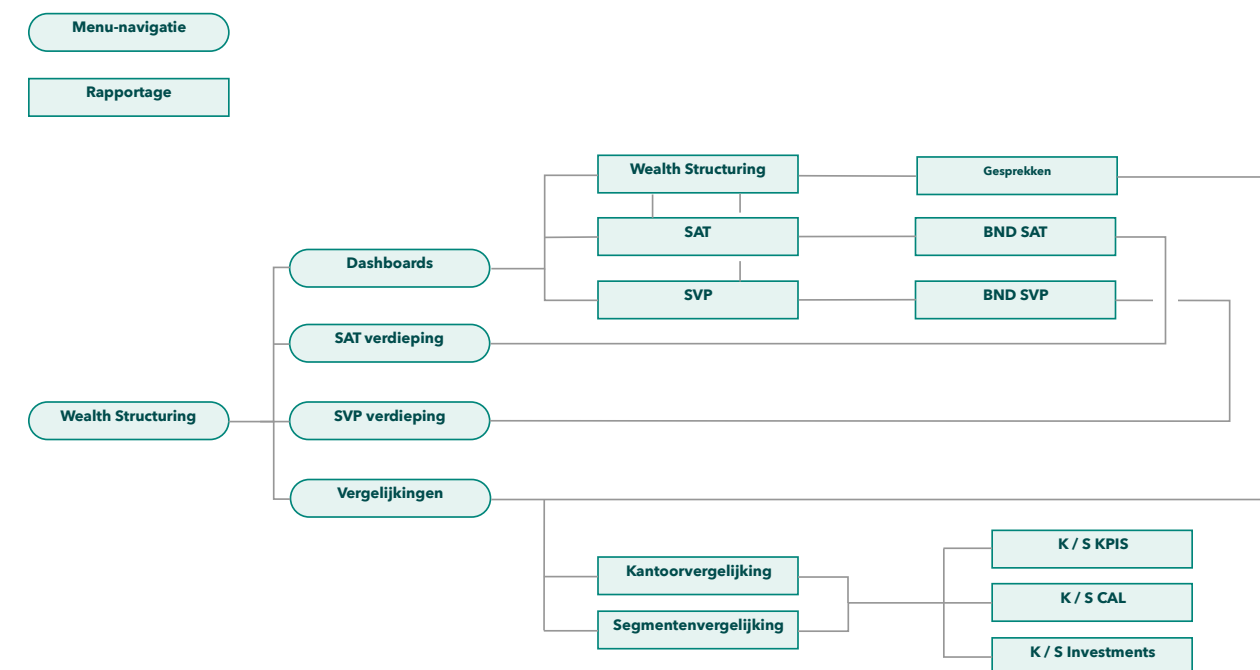 Menu-navigatie
Rapportage
Wealth Structuring
Gesprekken
SAT
BND SAT
Dashboards
SVP
BND SVP
SAT verdieping
Wealth Structuring
SVP verdieping
Vergelijkingen
K / S KPIS
Kantoorvergelijking
K / S CAL
Segmentenvergelijking
K / S Investments